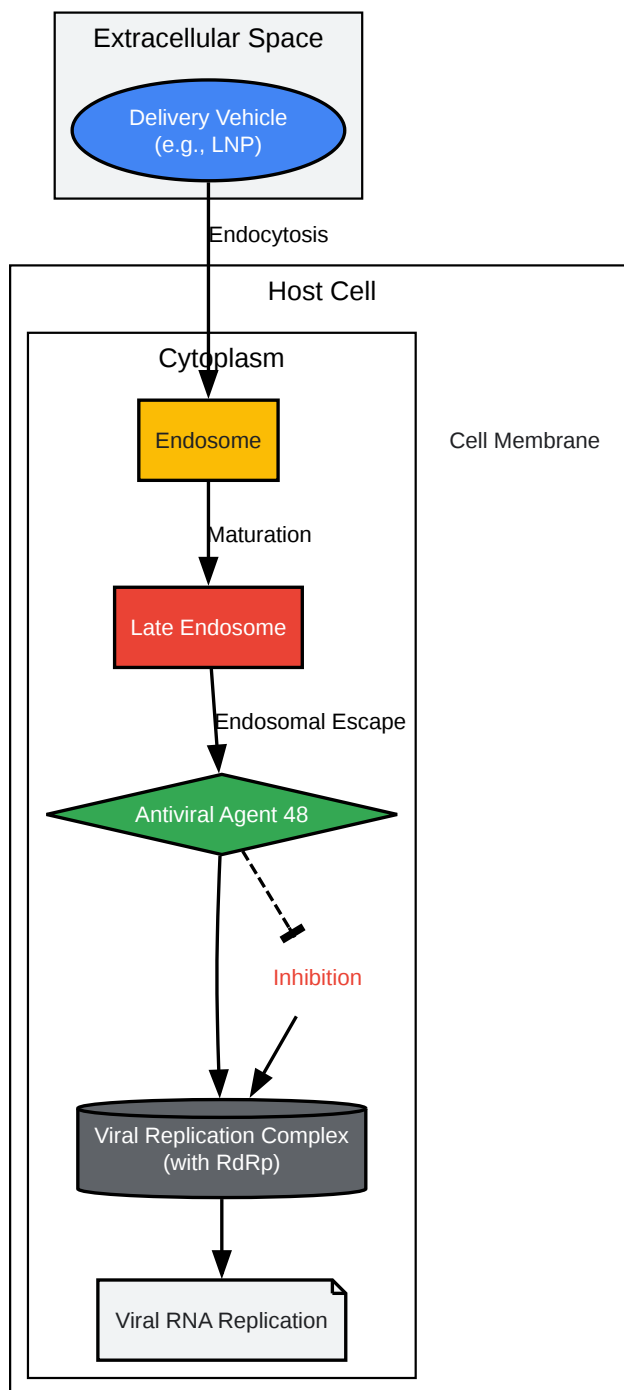 Extracellular Space
Delivery Vehicle
(e.g., LNP)
Endocytosis
Host Cell
Cytoplasm
Endosome
Cell Membrane
Maturation
Late Endosome
Endosomal Escape
Antiviral Agent 48
Inhibition
Viral Replication Complex
(with RdRp)
Viral RNA Replication